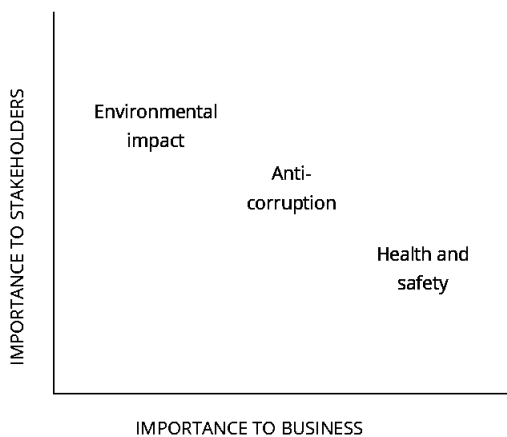 IMPORTANCE TO STAKEHOLDERS
Environmental
impact
Anti-
corruption
Health and
safety
IMPORTANCE TO BUSINESS